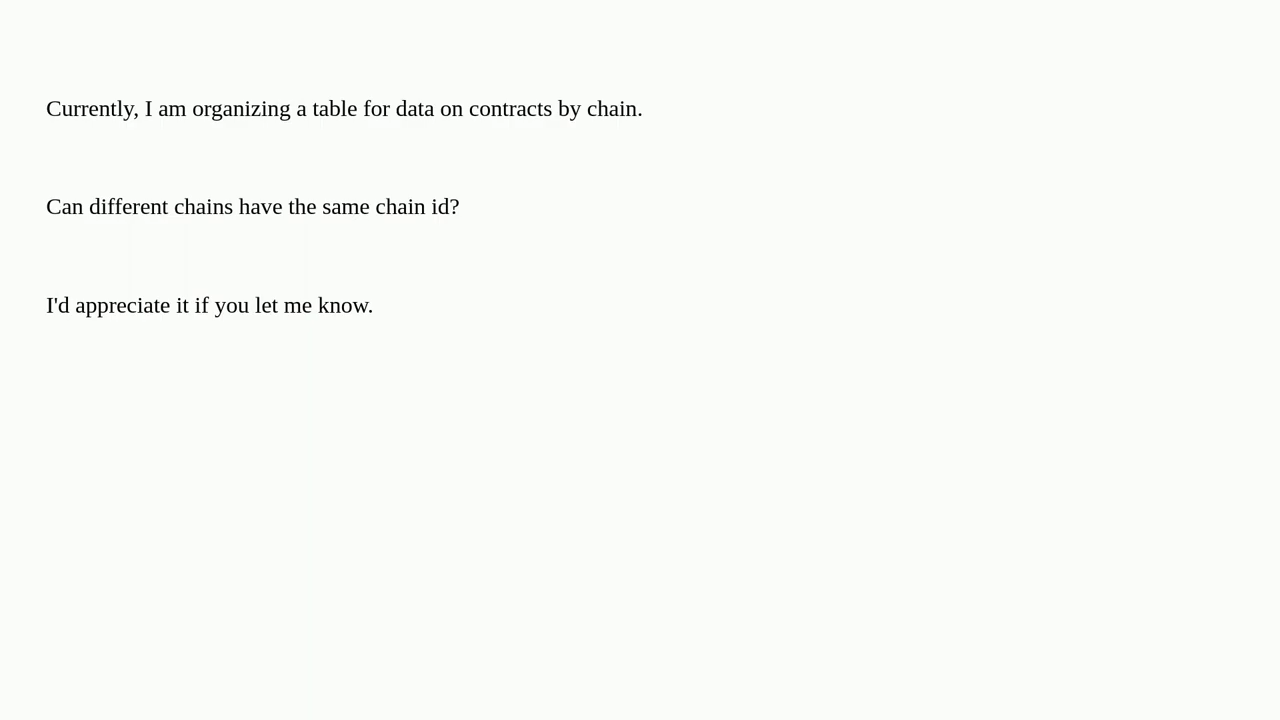 Currently, I am organizing a table for data on contracts by chain.
Can different chains have the same chain id?
I'd appreciate it if you let me know.